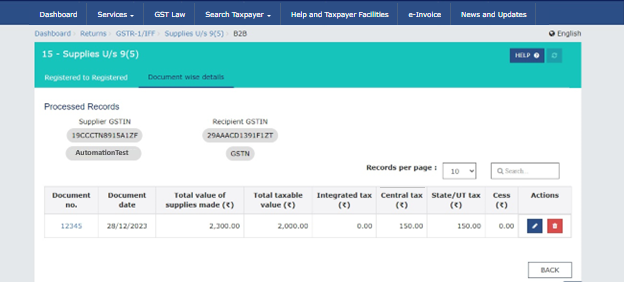 Dashboard Services GST Law Search Taxpayer Help and Taxpayer Facilities e-Invoice News and Updates
Dashboard › Returns › GSTR-1/IFF › Supplies U/s 9(5) › B2B English
15 - Supplies U/s 9(5) HELP
Registered to Registered Document wise details
Processed Records
Supplier GSTIN Recipient GSTIN
19CCCTN8915A1ZF 29AAACD1391F1ZT
AutomationTest GSTN
Records per page : 10 Search...
Document no. Document date Total value of supplies made (₹) Total taxable value (₹) Integrated tax (₹) Central tax (₹) State/UT tax (₹) Cess (₹) Actions
12345 28/12/2023 2,300.00 2,000.00 0.00 150.00 150.00 0.00
BACK